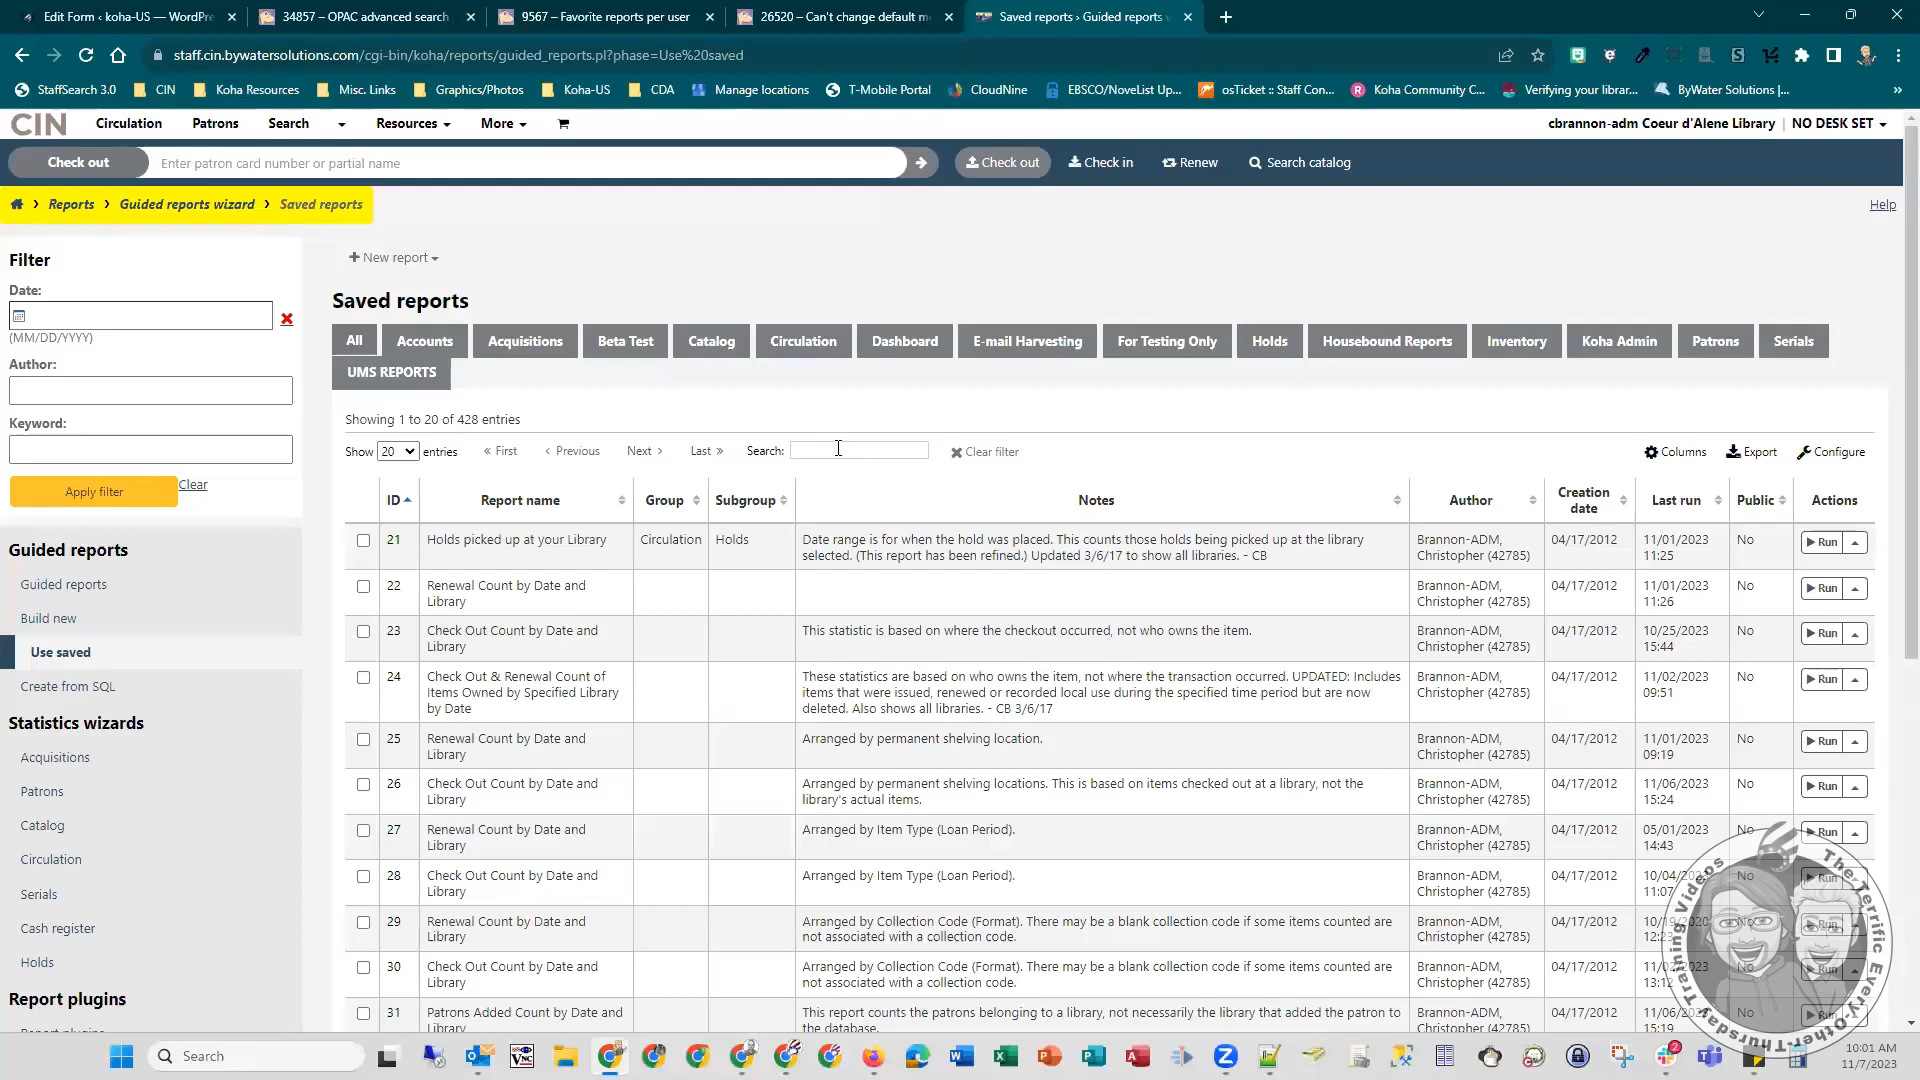 Edit Form ‹ koha-US — WordPre
34857 – OPAC advanced search
9567 – Favorite reports per user
26520 – Can't change default m
Saved reports › Guided reports
staff.cin.bywatersolutions.com/cgi-bin/koha/reports/guided_reports.pl?phase=Use%20saved
StaffSearch 3.0 CIN Koha Resources Misc. Links Graphics/Photos Koha-US CDA Manage locations T-Mobile Portal CloudNine EBSCO/NoveList Up... osTicket :: Staff Con... Koha Community C... Verifying your librar... ByWater Solutions |... »
CIN Circulation Patrons Search Resources More cbrannon-adm Coeur d'Alene Library | NO DESK SET
Check out Enter patron card number or partial name Check out Check in Renew Search catalog
› Reports › Guided reports wizard › Saved reports Help
Filter
Date:
(MM/DD/YYYY)
Author:
Keyword:
Apply filter Clear
Guided reports
Guided reports
Build new
Use saved
Create from SQL
Statistics wizards
Acquisitions
Patrons
Catalog
Circulation
Serials
Cash register
Holds
Report plugins
Report plugins
+ New report
Saved reports
All Accounts Acquisitions Beta Test Catalog Circulation Dashboard E-mail Harvesting For Testing Only Holds Housebound Reports Inventory Koha Admin Patrons Serials
UMS REPORTS
Showing 1 to 20 of 428 entries
Show 20 entries « First ‹ Previous Next › Last » Search: Clear filter Columns Export Configure
ID Report name Group Subgroup Notes Author Creation date Last run Public Actions
21 Holds picked up at your Library Circulation Holds Date range is for when the hold was placed. This counts those holds being picked up at the library selected. (This report has been refined.) Updated 3/6/17 to show all libraries. - CB Brannon-ADM, Christopher (42785) 04/17/2012 11/01/2023 11:25 No Run
22 Renewal Count by Date and Library Brannon-ADM, Christopher (42785) 04/17/2012 11/01/2023 11:26 No Run
23 Check Out Count by Date and Library This statistic is based on where the checkout occurred, not who owns the item. Brannon-ADM, Christopher (42785) 04/17/2012 10/25/2023 15:44 No Run
24 Check Out & Renewal Count of Items Owned by Specified Library by Date These statistics are based on who owns the item, not where the transaction occurred. UPDATED: Includes items that were issued, renewed or recorded local use during the specified time period but are now deleted. Also shows all libraries. - CB 3/6/17 Brannon-ADM, Christopher (42785) 04/17/2012 11/02/2023 09:51 No Run
25 Renewal Count by Date and Library Arranged by permanent shelving location. Brannon-ADM, Christopher (42785) 04/17/2012 11/01/2023 09:19 No Run
26 Check Out Count by Date and Library Arranged by permanent shelving locations. This is based on items checked out at a library, not the library's actual items. Brannon-ADM, Christopher (42785) 04/17/2012 11/06/2023 15:24 No Run
27 Renewal Count by Date and Library Arranged by Item Type (Loan Period). Brannon-ADM, Christopher (42785) 04/17/2012 05/01/2023 14:43 No Run
28 Check Out Count by Date and Library Arranged by Item Type (Loan Period). Brannon-ADM, Christopher (42785) 04/17/2012 11:07 No Run
29 Renewal Count by Date and Library Arranged by Collection Code (Format). There may be a blank collection code if some items counted are not associated with a collection code. Brannon-ADM, Christopher (42785) 04/17/2012 Run
30 Check Out Count by Date and Library Arranged by Collection Code (Format). There may be a blank collection code if some items counted are not associated with a collection code. Brannon-ADM, Christopher (42785) 04/17/2012 13:12 No Run
31 Patrons Added Count by Date and Library This report counts the patrons belonging to a library, not necessarily the library that added the patron to the database. Brannon-ADM, Christopher (42785) 04/17/2012 15:19 No Run
The Terrific Every-Other-Thursday Training Videos
Search
10:01 AM
11/7/2023